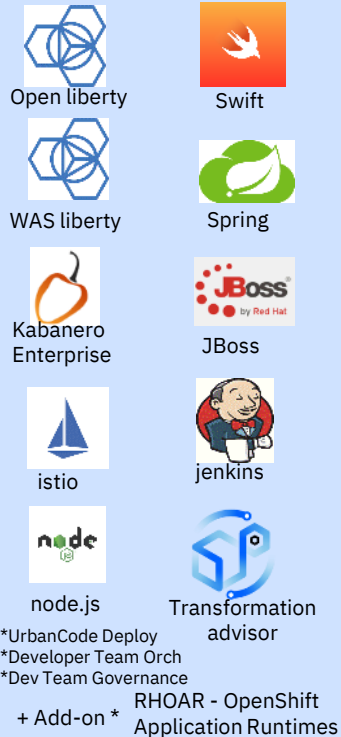 Open liberty
Swift
WAS liberty
Spring
Kabanero
Enterprise
JBoss
by Red Hat
JBoss
istio
jenkins
node
JS
node.js
Transformation
advisor
*UrbanCode Deploy
*Developer Team Orch
*Dev Team Governance
+ Add-on *
RHOAR - OpenShift
Application Runtimes